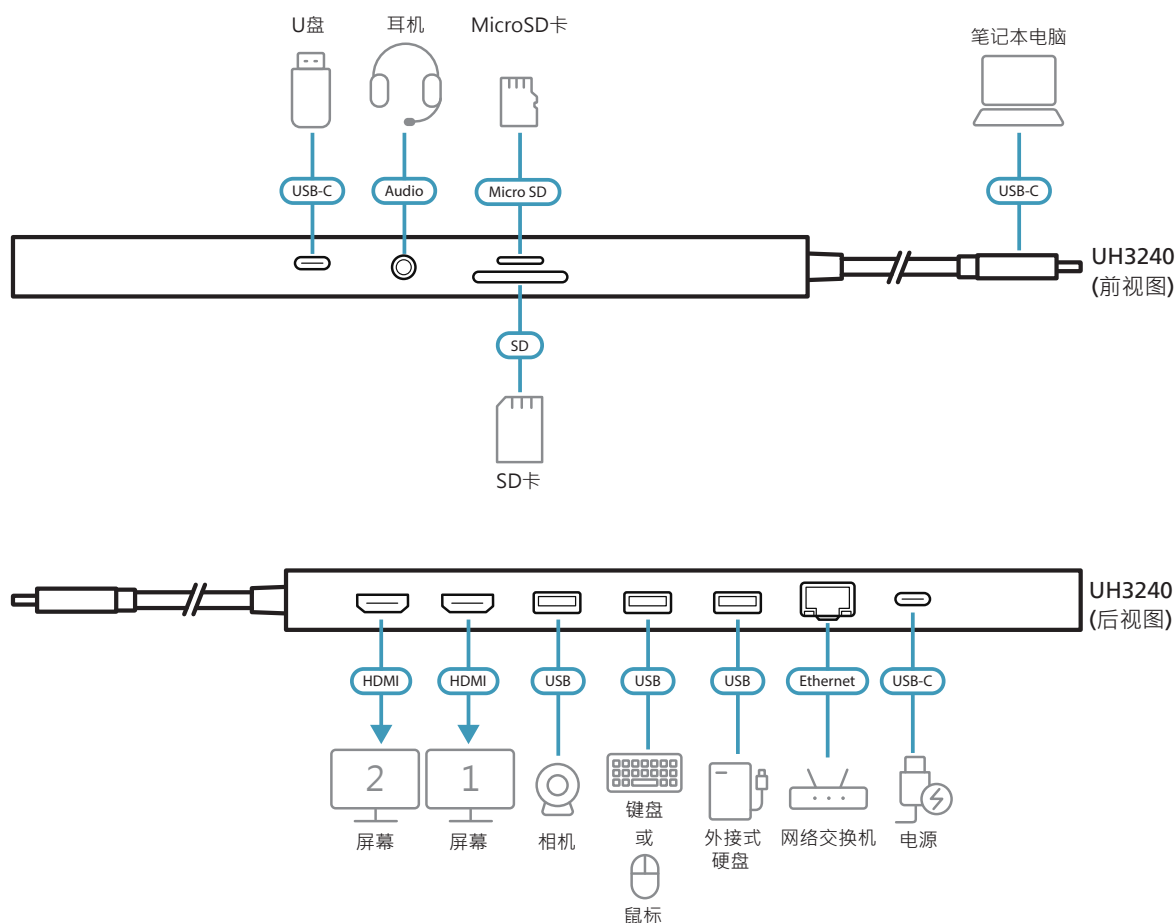 U盘
耳机
MicroSD卡
笔记本电脑
USB-C
Audio
Micro SD
USB-C
UH3240
(前视图)
SD
SD卡
UH3240
(后视图)
HDMI
HDMI
USB
USB
USB
Ethernet
USB-C
2
1
屏幕
屏幕
相机
键盘
或
鼠标
外接式
硬盘
网络交换机
电源